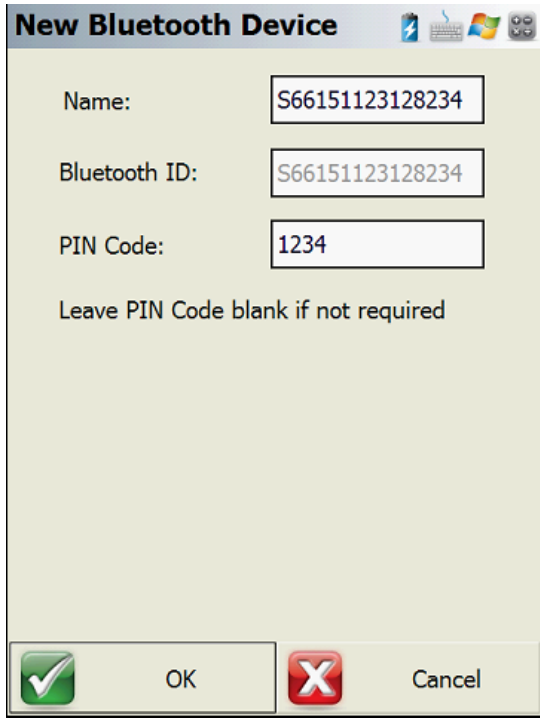 New Bluetooth Device
Name: S66151123128234
Bluetooth ID: S66151123128234
PIN Code: 1234
Leave PIN Code blank if not required
OK Cancel